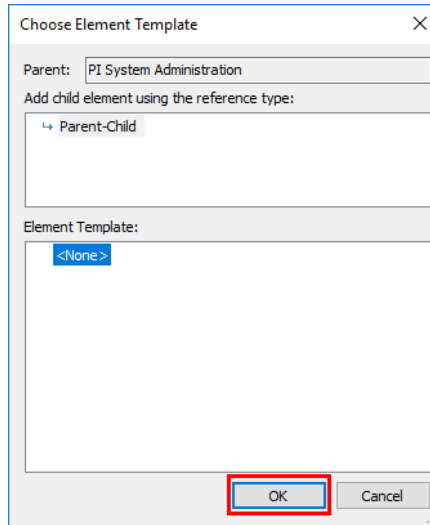 Choose Element Template
Parent: PI System Administration
Add child element using the reference type:
Parent-Child
Element Template:
<None>
OK Cancel